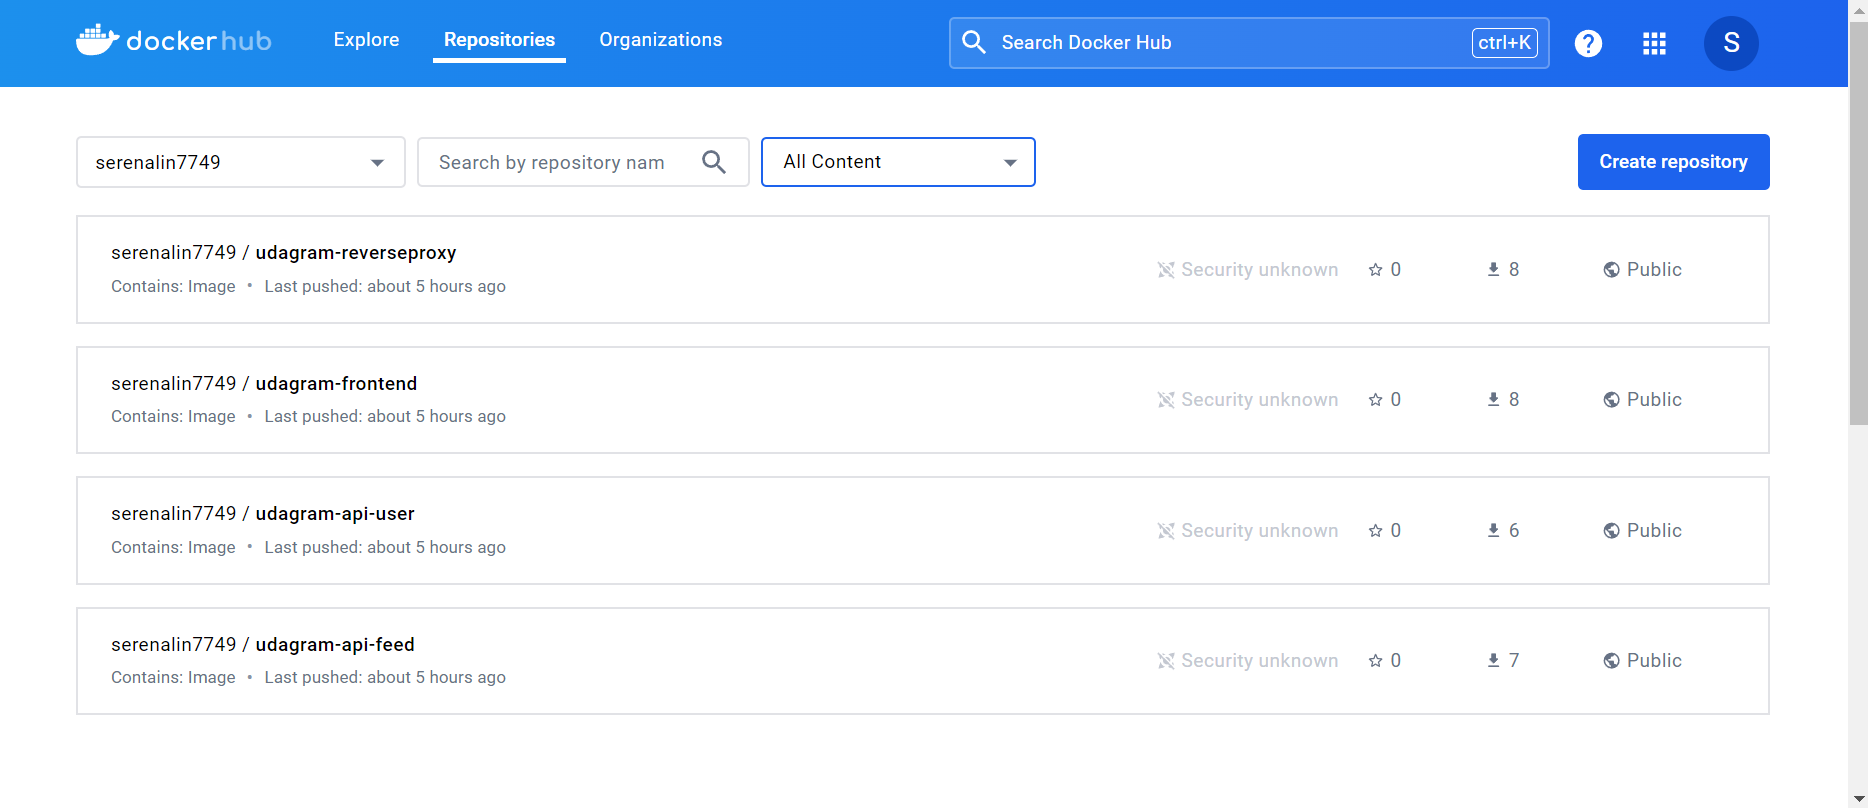 dockerhub Explore Repositories Organizations Search Docker Hub ctrl+K ? S
serenalin7749 Search by repository nam All Content Create repository
serenalin7749 / udagram-reverseproxy
Contains: Image • Last pushed: about 5 hours ago
Security unknown 0 8 Public
serenalin7749 / udagram-frontend
Contains: Image • Last pushed: about 5 hours ago
Security unknown 0 8 Public
serenalin7749 / udagram-api-user
Contains: Image • Last pushed: about 5 hours ago
Security unknown 0 6 Public
serenalin7749 / udagram-api-feed
Contains: Image • Last pushed: about 5 hours ago
Security unknown 0 7 Public